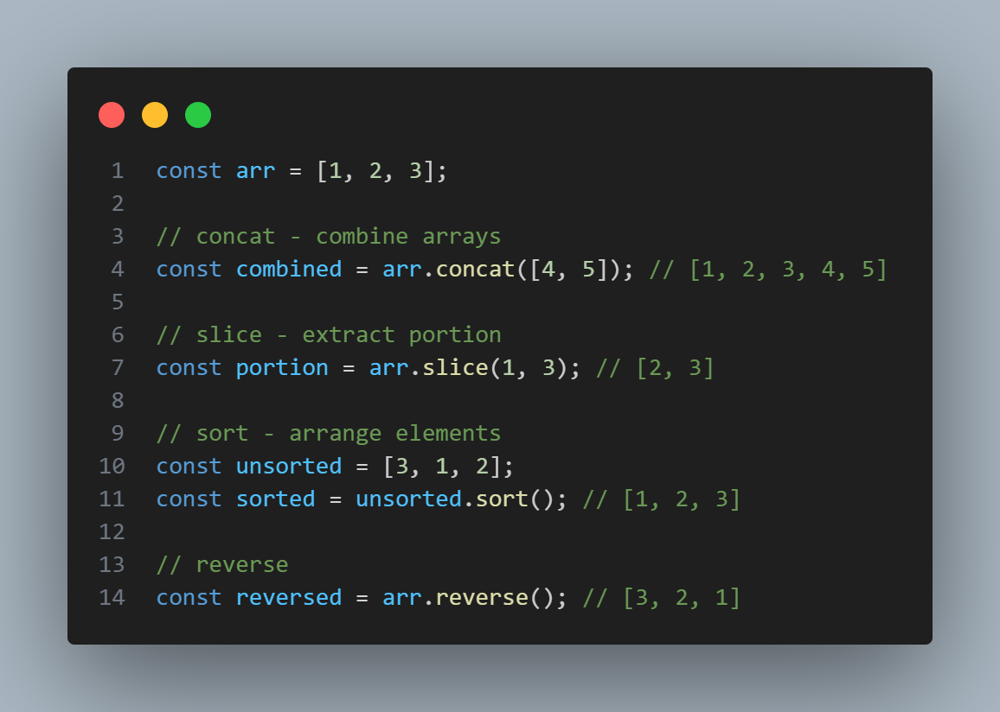 1 const arr = [1, 2, 3];
2
3 // concat - combine arrays
4 const combined = arr.concat([4, 5]); // [1, 2, 3, 4, 5]
5
6 // slice - extract portion
7 const portion = arr.slice(1, 3); // [2, 3]
8
9 // sort - arrange elements
10 const unsorted = [3, 1, 2];
11 const sorted = unsorted.sort(); // [1, 2, 3]
12
13 // reverse
14 const reversed = arr.reverse(); // [3, 2, 1]